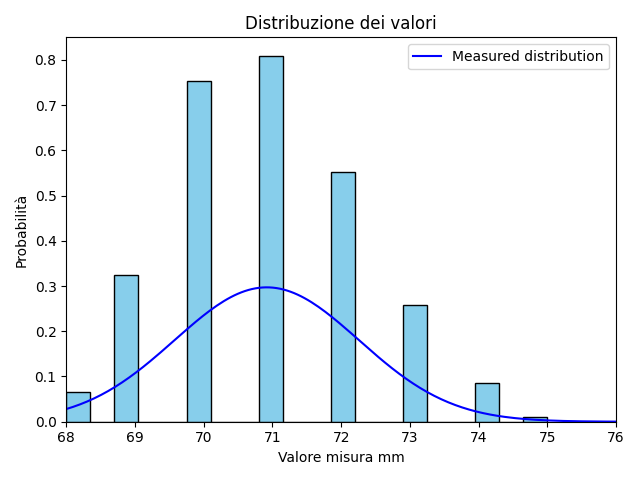 Distribuzione dei valori
Measured distribution
Probabilità
0.8
0.7
0.6
0.5
0.4
0.3
0.2
0.1
0.0
68 69 70 71 72 73 74 75 76
Valore misura mm